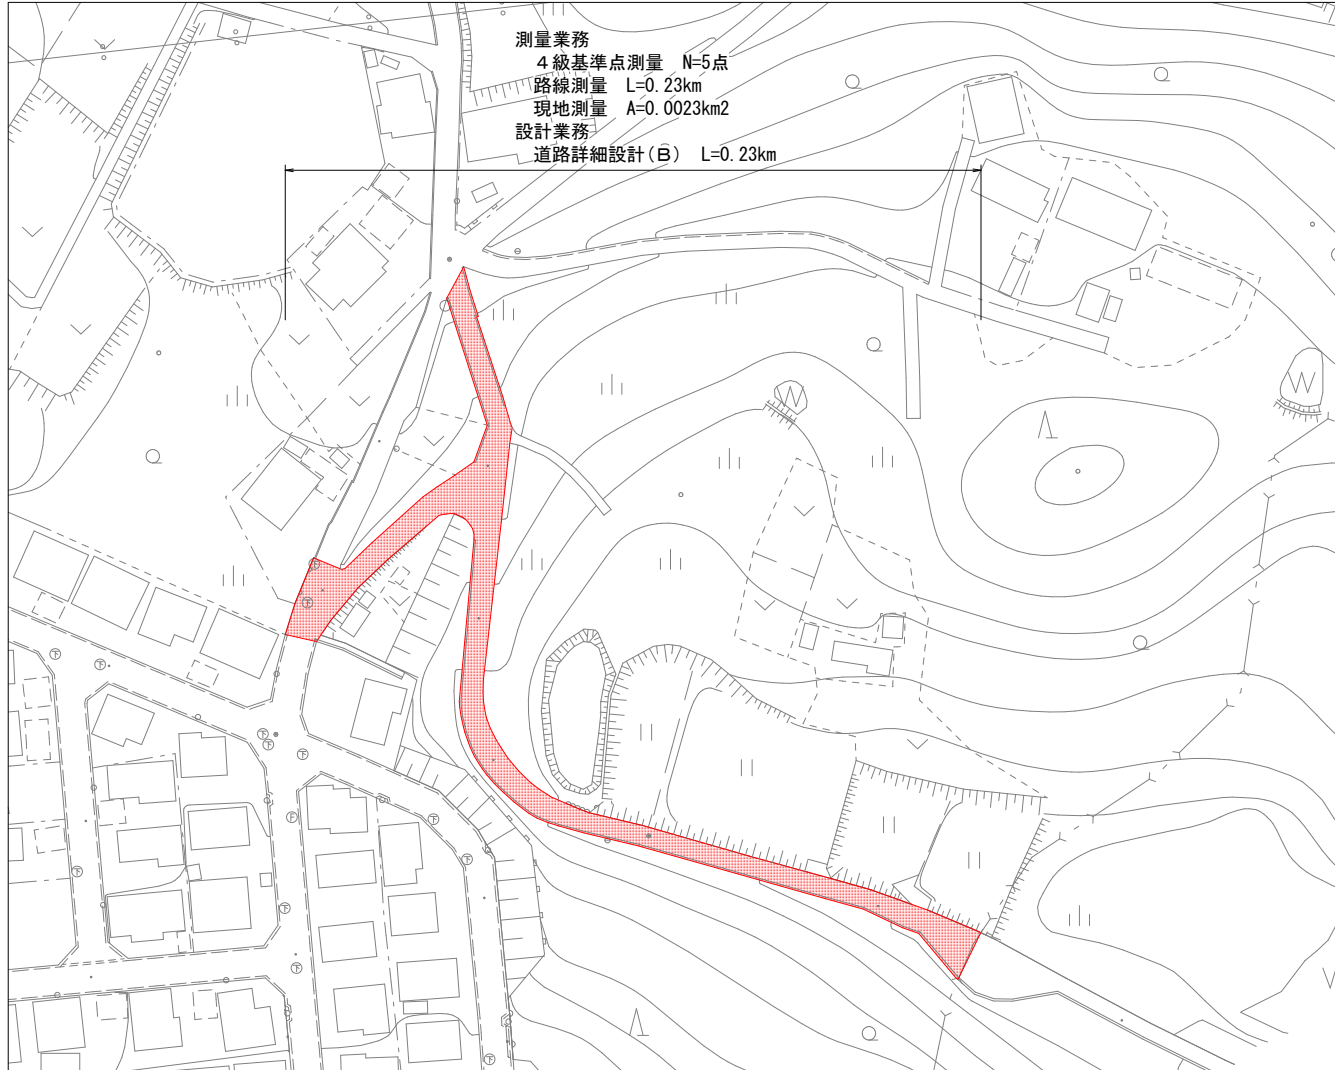 測量業務
４級基準点測量 N=5点
路線測量 L=0.23km
現地測量 A=0.0023km2
設計業務
道路詳細設計(B) L=0.23km